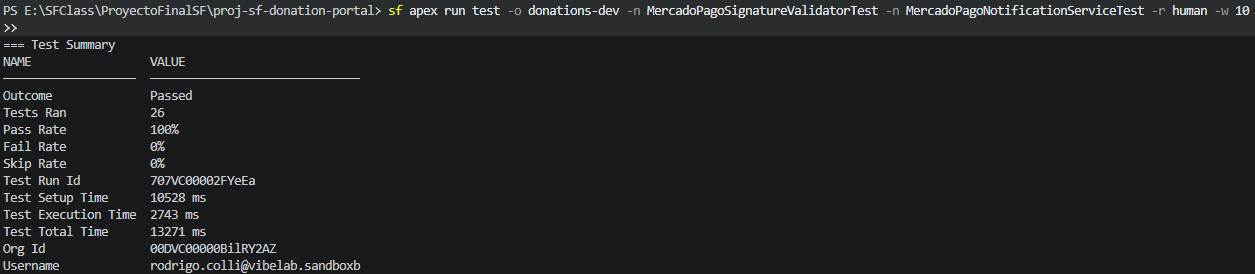 PS E:\SFClass\ProyectoFinalSF\proj-sf-donation-portal> sf apex run test -o donations-dev -n MercadoPagoSignatureValidatorTest -n MercadoPagoNotificationServiceTest -r human -w 10
>>
=== Test Summary
NAME                 VALUE
───────────────────  ──────────────────────────────
Outcome              Passed
Tests Ran            26
Pass Rate            100%
Fail Rate            0%
Skip Rate            0%
Test Run Id          707VC00002FYeEa
Test Setup Time      10528 ms
Test Execution Time  2743 ms
Test Total Time      13271 ms
Org Id               00DVC00000BilRY2AZ
Username             rodrigo.colli@vibelab.sandboxb